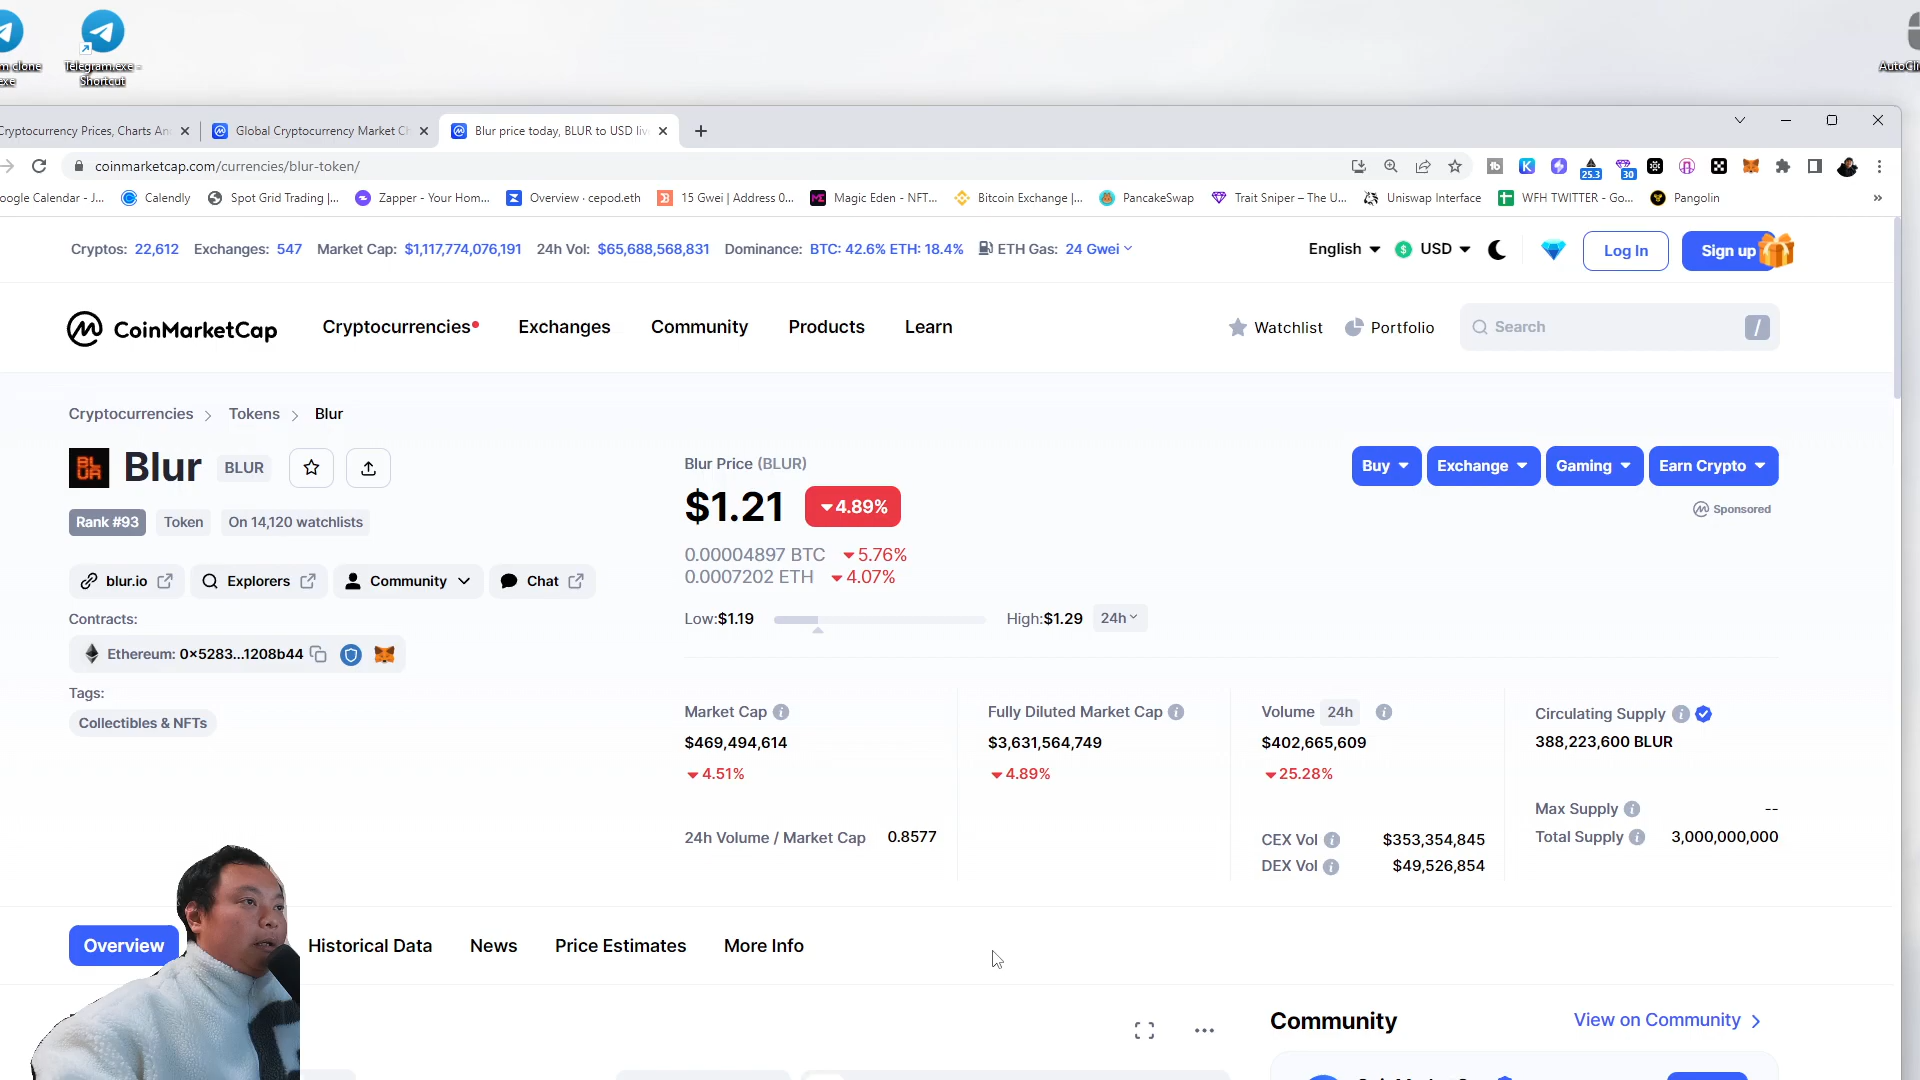 m clone
exe
Telegram.exe -
Shortcut
AutoCli
Cryptocurrency Prices, Charts An
Global Cryptocurrency Market Ch
Blur price today, BLUR to USD liv
coinmarketcap.com/currencies/blur-token/
25.3
30
oogle Calendar - J...
Calendly
Spot Grid Trading |...
Zapper - Your Hom...
Overview · cepod.eth
15 Gwei | Address 0...
Magic Eden - NFT...
Bitcoin Exchange |...
PancakeSwap
Trait Sniper – The U...
Uniswap Interface
WFH TWITTER - Go...
Pangolin
»
Cryptos: 22,612 Exchanges: 547 Market Cap: $1,117,774,076,191 24h Vol: $65,688,568,831 Dominance: BTC: 42.6% ETH: 18.4% ETH Gas: 24 Gwei
English
$ USD
Log In
Sign up
CoinMarketCap
Cryptocurrencies
Exchanges
Community
Products
Learn
Watchlist
Portfolio
Search
/
Cryptocurrencies > Tokens > Blur
BLUR
Blur
BLUR
Rank #93
Token
On 14,120 watchlists
blur.io
Explorers
Community
Chat
Contracts:
Ethereum: 0x5283...1208b44
Tags:
Collectibles & NFTs
Blur Price (BLUR)
$1.21
4.89%
0.00004897 BTC 5.76%
0.0007202 ETH 4.07%
Low:$1.19
High:$1.29
24h
Buy
Exchange
Gaming
Earn Crypto
Sponsored
Market Cap
$469,494,614
4.51%
24h Volume / Market Cap 0.8577
Fully Diluted Market Cap
$3,631,564,749
4.89%
Volume 24h
$402,665,609
25.28%
CEX Vol $353,354,845
DEX Vol $49,526,854
Circulating Supply
388,223,600 BLUR
Max Supply --
Total Supply 3,000,000,000
Overview
Historical Data
News
Price Estimates
More Info
Community
View on Community